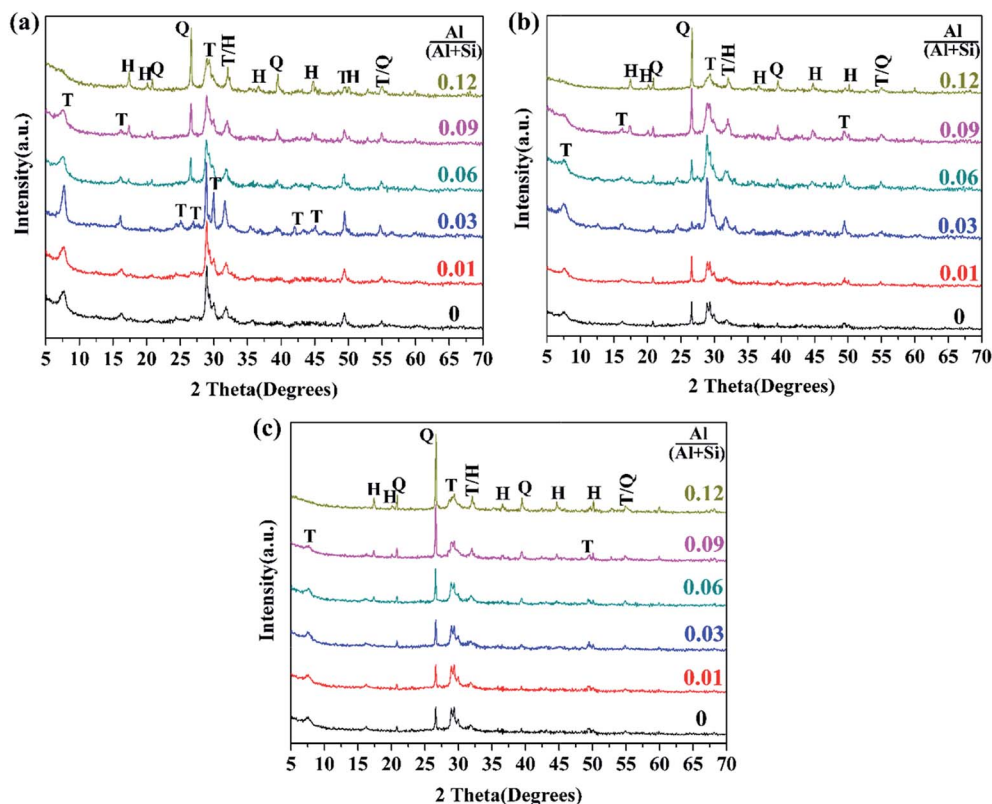 (a)
Q
T
T/H
H
H
Q
Q
H
H
T
H
T/Q
Al
(Al+Si)
0.12
T
T
0.09
0.06
T
T
T
T
T
0.03
0.01
0
Intensity(a.u.)
5 10 15 20 25 30 35 40 45 50 55 60 65 70
2 Theta(Degrees)
(b)
Q
T
T/H
H
H
Q
H
Q
H
H
T/Q
Al
(Al+Si)
0.12
T
T
0.09
T
0.06
0.03
0.01
0
Intensity(a.u.)
5 10 15 20 25 30 35 40 45 50 55 60 65 70
2 Theta(Degrees)
(c)
Q
T
T/H
H
H
Q
H
Q
H
H
T/Q
Al
(Al+Si)
0.12
T
T
0.09
0.06
0.03
0.01
0
Intensity(a.u.)
5 10 15 20 25 30 35 40 45 50 55 60 65 70
2 Theta(Degrees)